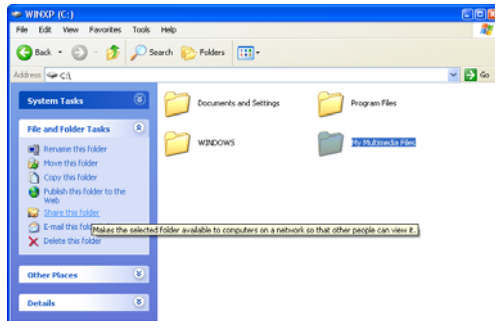 WINXP (C:)
File Edit View Favorites Tools Help
Back Search Folders
Address C:\ Go
System Tasks
Documents and Settings Program Files
File and Folder Tasks
WINDOWS My Multimedia Files
Rename this folder
Move this folder
Copy this folder
Publish this folder to the
Web
Share this folder
E-mail this fol
Makes the selected folder available to computers on a network so that other people can view it.
Delete this folder
Other Places
Details